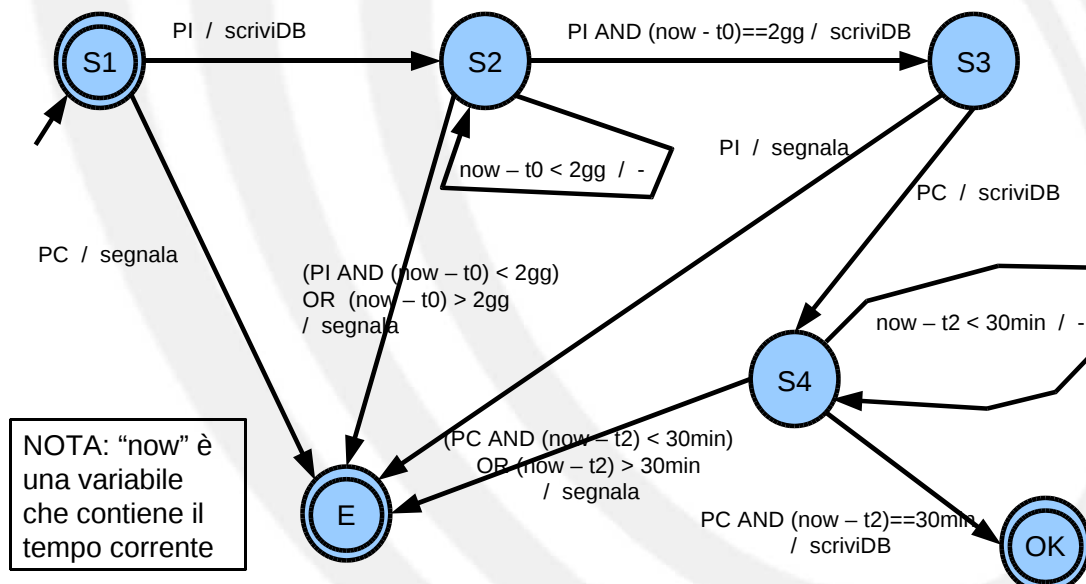 PI / scriviDB
PI AND (now - t0)==2gg / scriviDB
S1
S2
S3
PI / segnala
now – t0 < 2gg / -
PC / scriviDB
PC / segnala
(PI AND (now – t0) < 2gg)
OR (now – t0) > 2gg
/ segnala
now – t2 < 30min / -
S4
NOTA: “now” è
una variabile
che contiene il
tempo corrente
(PC AND (now – t2) < 30min)
OR (now – t2) > 30min
/ segnala
E
PC AND (now – t2)==30min
/ scriviDB
OK